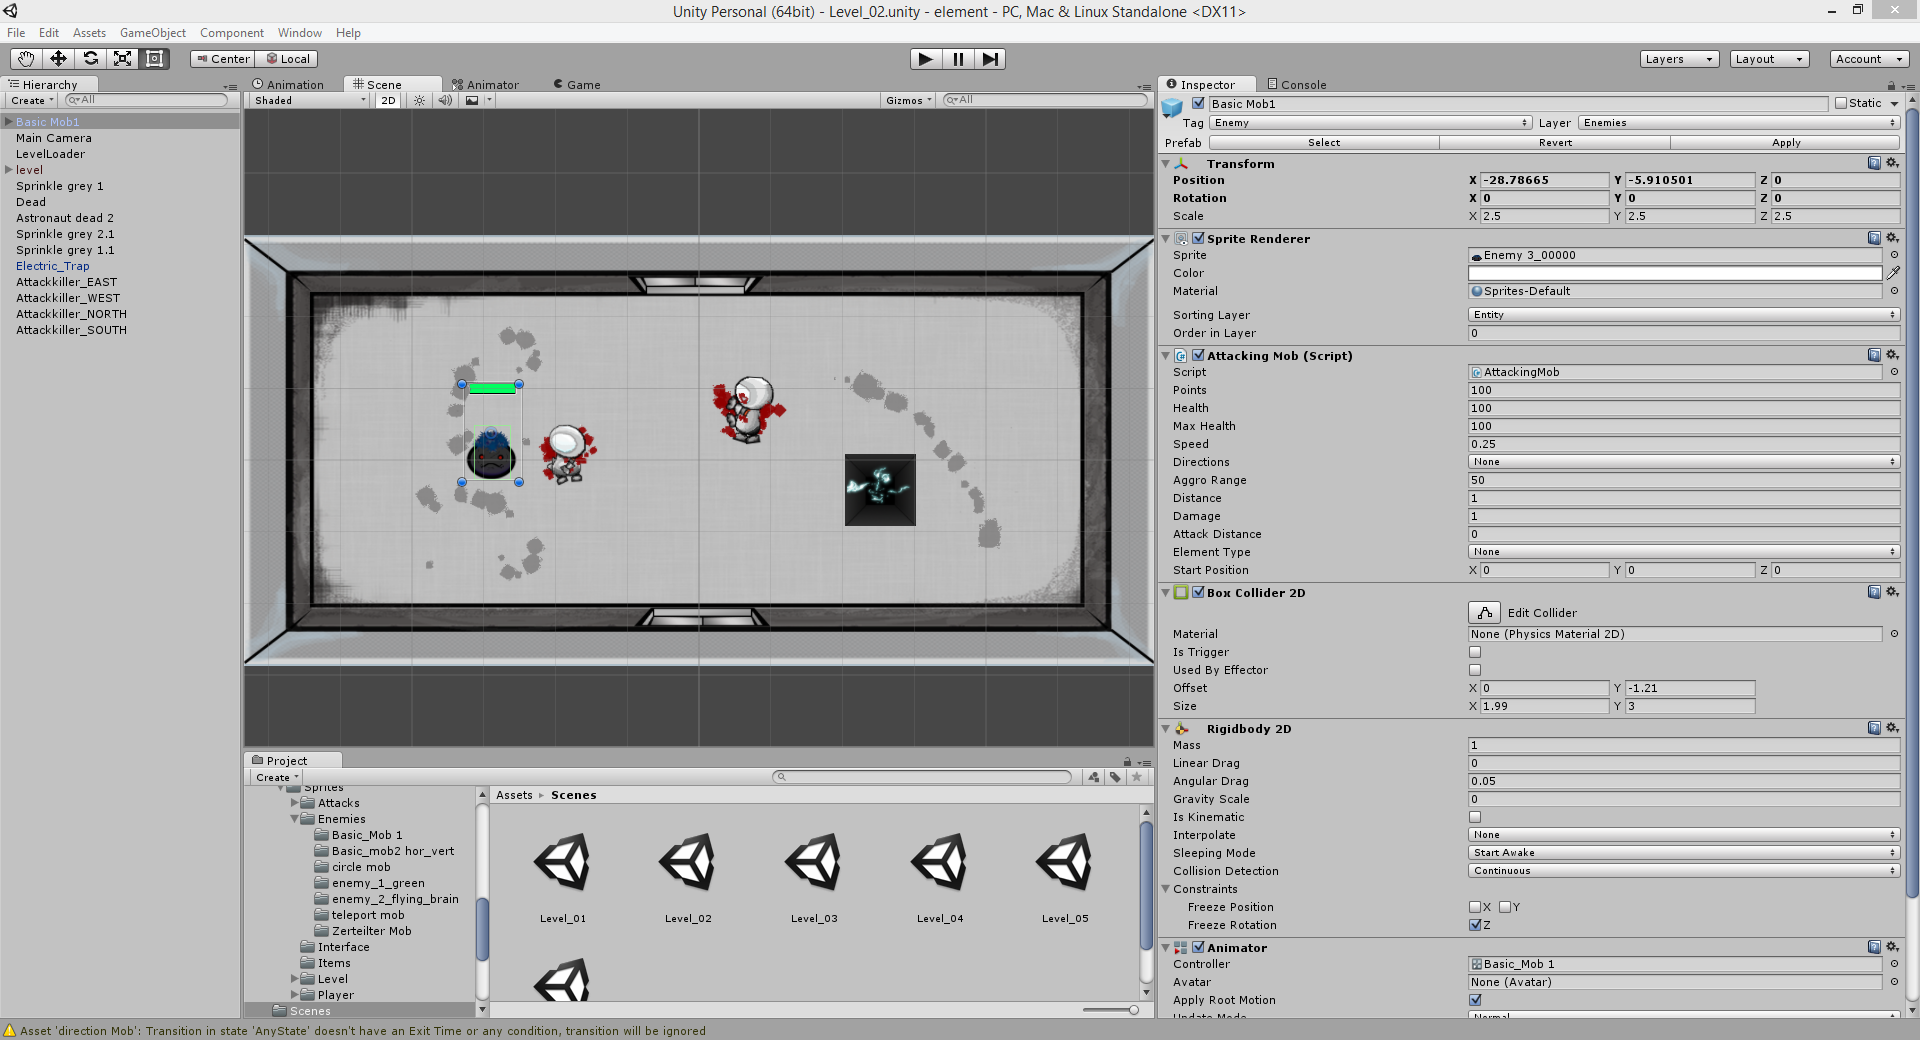 Unity Personal (64bit) - Level_02.unity - element - PC, Mac & Linux Standalone <DX11>
File Edit Assets GameObject Component Window Help
Center Local Layers Layout Account
Hierarchy
Create All
Basic Mob1
Main Camera
LevelLoader
level
Sprinkle grey 1
Dead
Astronaut dead 2
Sprinkle grey 2.1
Sprinkle grey 1.1
Electric_Trap
Attackkiller_EAST
Attackkiller_WEST
Attackkiller_NORTH
Attackkiller_SOUTH
Animation Scene Animator Game
Shaded 2D Gizmos All
Project
Create
Sprites
Attacks
Enemies
Basic_Mob 1
Basic_mob2 hor_vert
circle mob
enemy_1_green
enemy_2_flying_brain
teleport mob
Zerteilter Mob
Interface
Items
Level
Player
Scenes
Assets Scenes
Level_01 Level_02 Level_03 Level_04 Level_05
Inspector Console
Basic Mob1 Static
Tag Enemy Layer Enemies
Prefab Select Revert Apply
Transform
Position X -28.78665 Y -5.910501 Z 0
Rotation X 0 Y 0 Z 0
Scale X 2.5 Y 2.5 Z 2.5
Sprite Renderer
Sprite Enemy 3_00000
Color
Material Sprites-Default
Sorting Layer Entity
Order in Layer 0
Attacking Mob (Script)
Script AttackingMob
Points 100
Health 100
Max Health 100
Speed 0.25
Directions None
Aggro Range 50
Distance 1
Damage 1
Attack Distance 0
Element Type None
Start Position X 0 Y 0 Z 0
Box Collider 2D
Edit Collider
Material None (Physics Material 2D)
Is Trigger
Used By Effector
Offset X 0 Y -1.21
Size X 1.99 Y 3
Rigidbody 2D
Mass 1
Linear Drag 0
Angular Drag 0.05
Gravity Scale 0
Is Kinematic
Interpolate None
Sleeping Mode Start Awake
Collision Detection Continuous
Constraints
Freeze Position X Y
Freeze Rotation Z
Animator
Controller Basic_Mob 1
Avatar None (Avatar)
Apply Root Motion
Update Mode Normal
Asset 'direction Mob': Transition in state 'AnyState' doesn't have an Exit Time or any condition, transition will be ignored